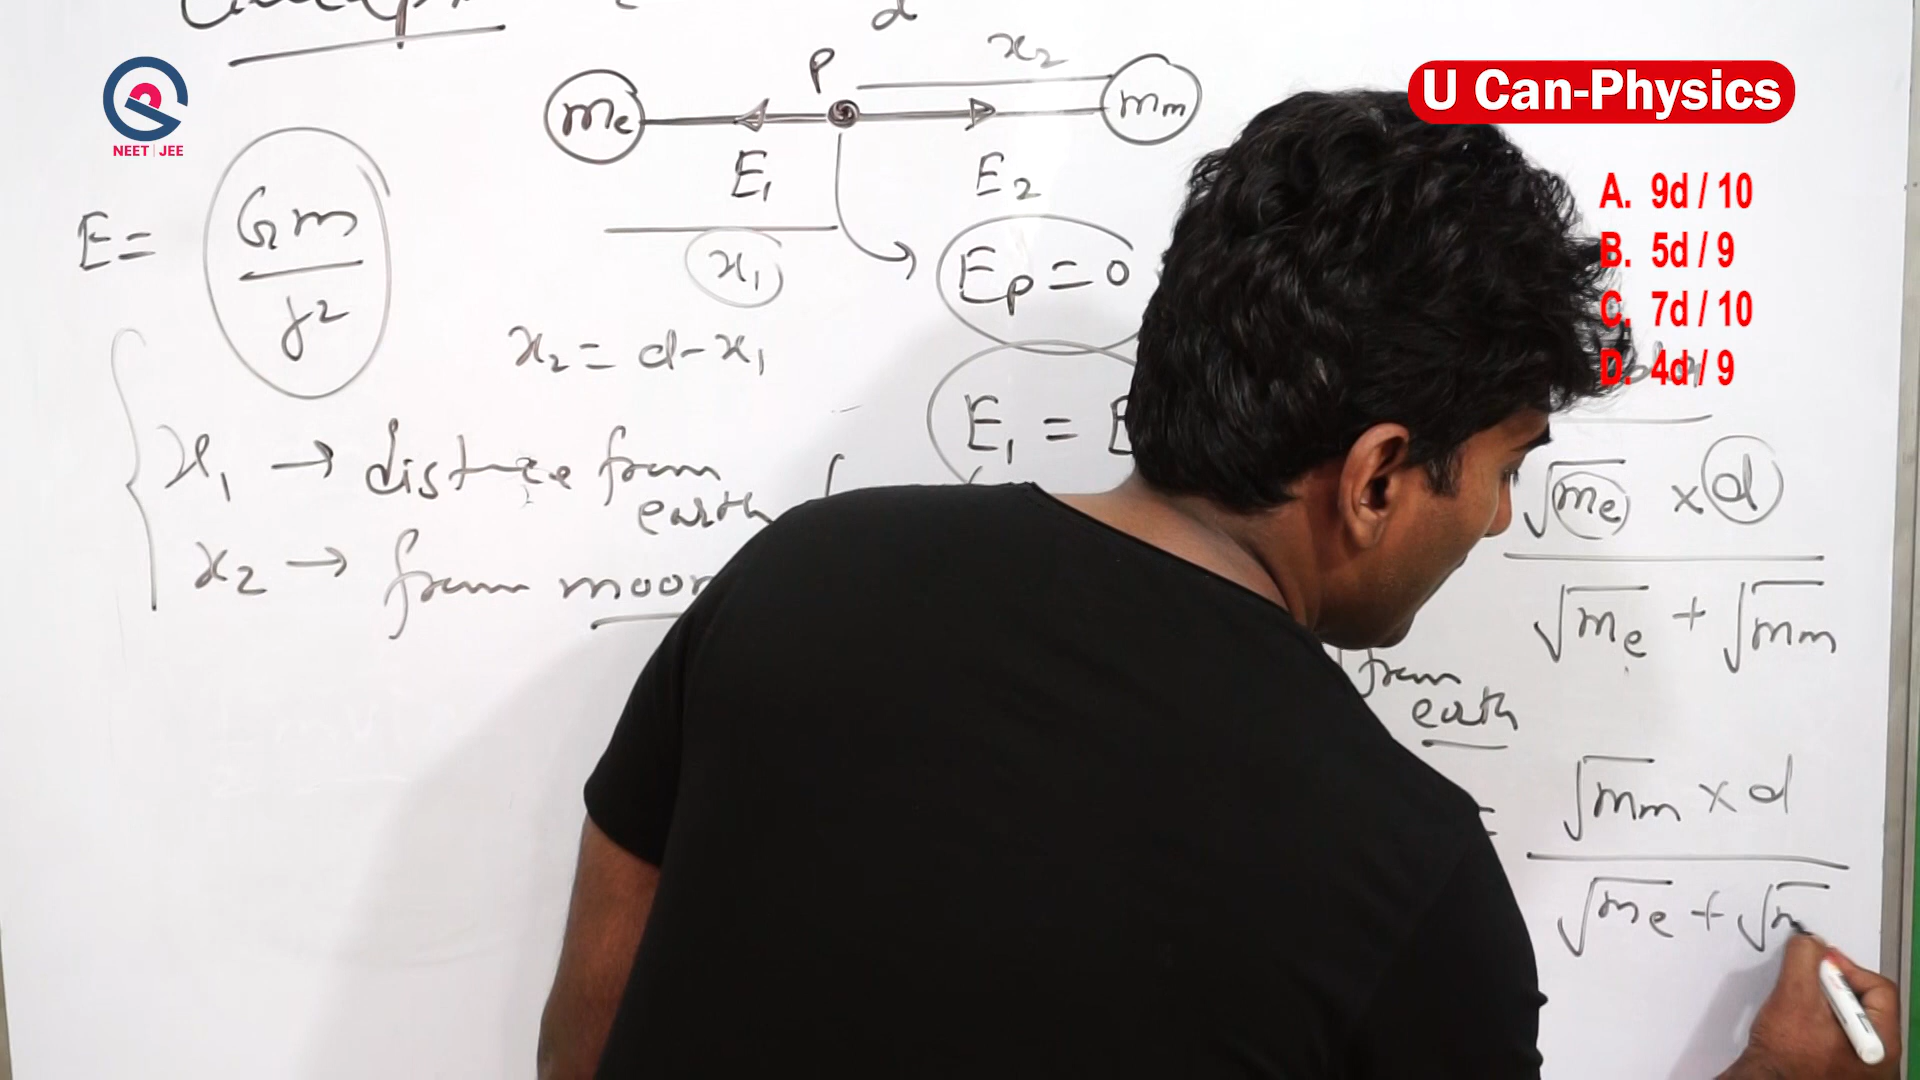 d
P
x₂
U Can-Physics
me
mm
NEET | JEE
E₁
E₂
A. 9d / 10
E = Gm / r²
B. 5d / 9
x₁
Ep = 0
C. 7d / 10
x₂ = d - x₁
D. 4d / 9
E₁ =
x₁ → distance from
earth
√me × d
x₂ → from moon
√me + √mm
from
earth
= √mm × d
√me + √m